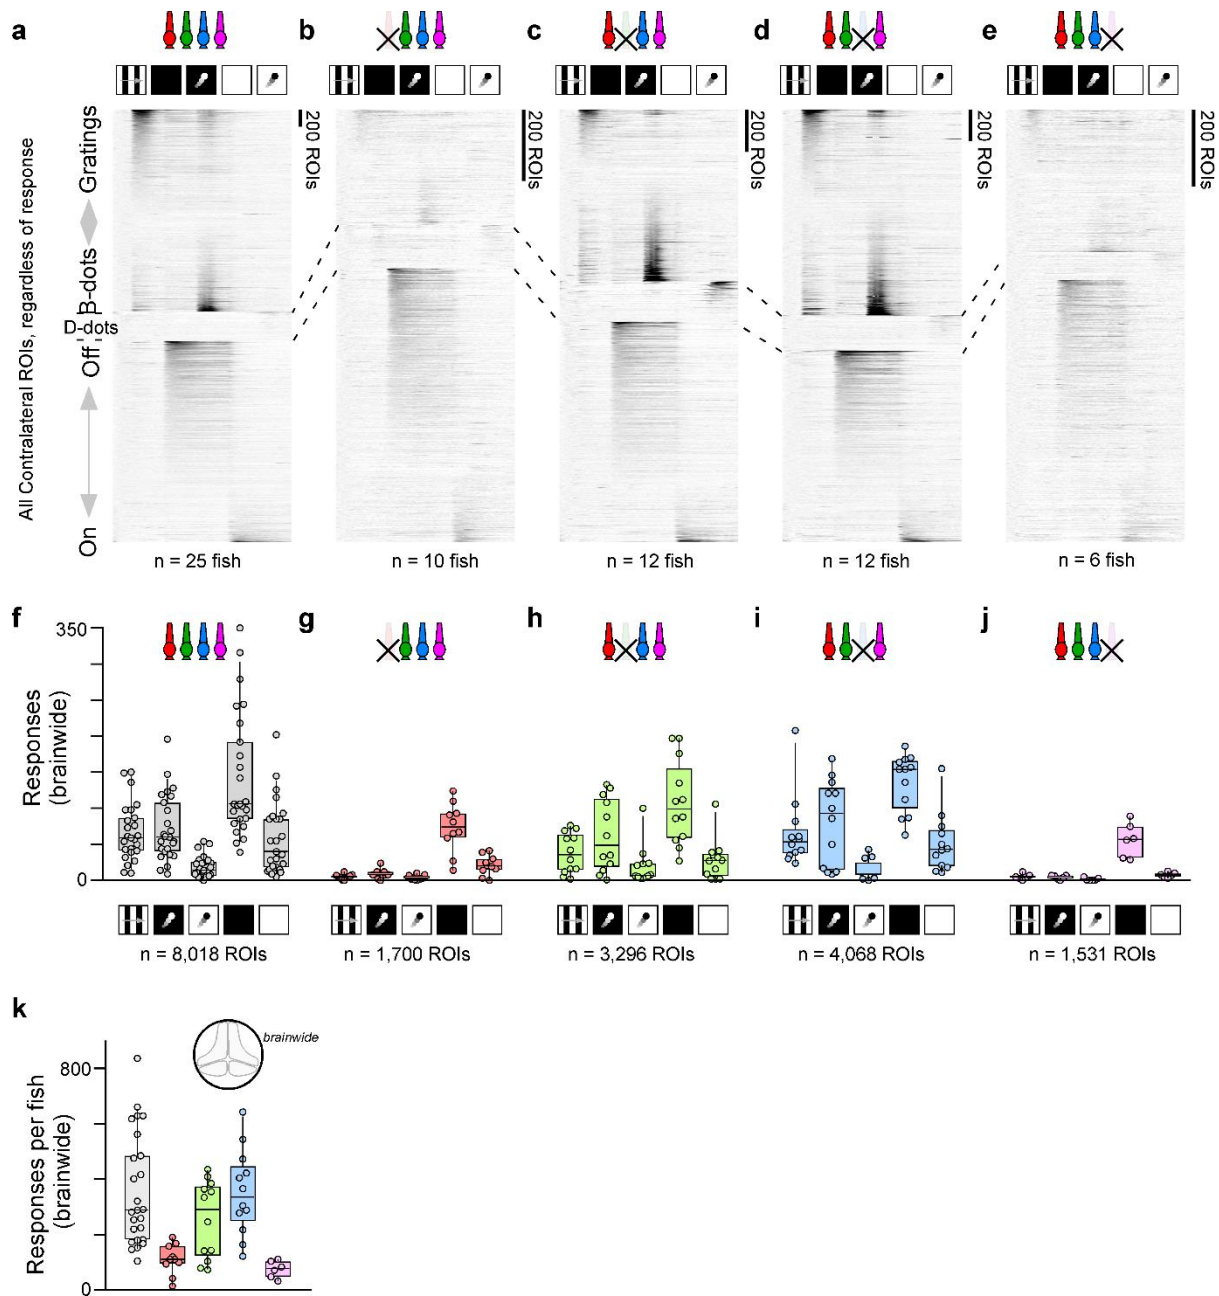 a
b
c
d
e
All Contralateral ROIs, regardless of response
Gratings
B-dots
D-dots
Off
On
200 ROIs
200 ROIs
200 ROIs
200 ROIs
200 ROIs
n = 25 fish
n = 10 fish
n = 12 fish
n = 12 fish
n = 6 fish
f
g
h
i
j
350
0
Responses
(brainwide)
n = 8,018 ROIs
n = 1,700 ROIs
n = 3,296 ROIs
n = 4,068 ROIs
n = 1,531 ROIs
k
brainwide
800
0
Responses per fish
(brainwide)